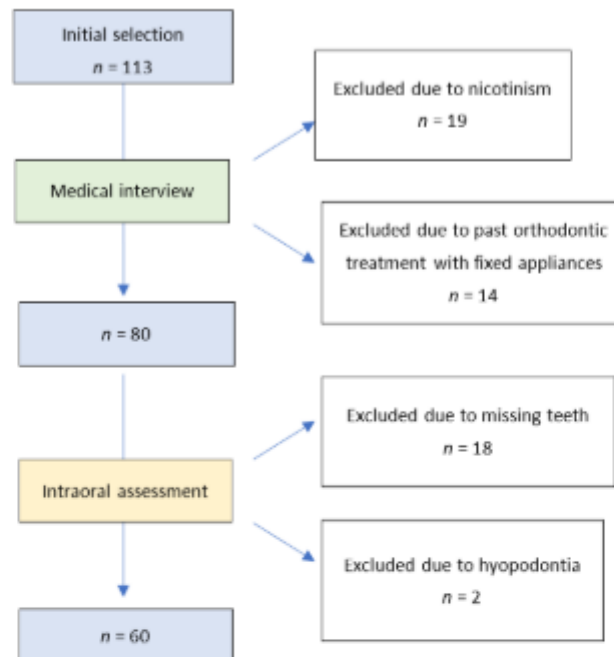 Initial selection
n = 113
Excluded due to nicotinism
n = 19
Medical interview
Excluded due to past orthodontic
treatment with fixed appliances
n = 14
n = 80
Excluded due to missing teeth
n = 18
Intraoral assessment
Excluded due to hyopodontia
n = 2
n = 60